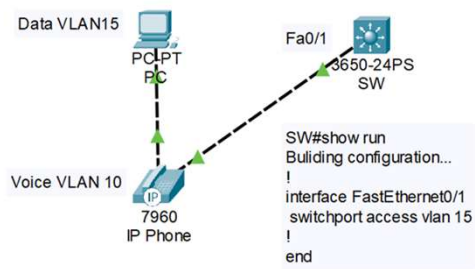 Data VLAN15
PC-PT
PC
Fa0/1
3650-24PS
SW
Voice VLAN 10
IP
7960
IP Phone
SW#show run
Buliding configuration...
!
interface FastEthernet0/1
switchport access vlan 15
!
end